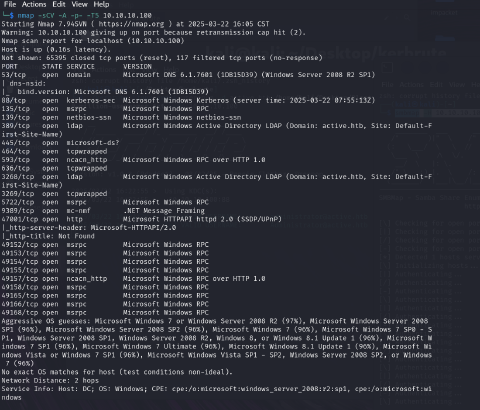 File Actions Edit View Help
└─$ nmap -sCV -A -p- -T5 10.10.10.100
Starting Nmap 7.94SVN ( https://nmap.org ) at 2025-03-22 16:05 CST
Warning: 10.10.10.100 giving up on port because retransmission cap hit (2).
Nmap scan report for localhost (10.10.10.100)
Host is up (0.16s latency).
Not shown: 65395 closed tcp ports (reset), 117 filtered tcp ports (no-response)
PORT STATE SERVICE VERSION
53/tcp open domain Microsoft DNS 6.1.7601 (1DB15D39) (Windows Server 2008 R2 SP1)
| dns-nsid:
|_ bind.version: Microsoft DNS 6.1.7601 (1DB15D39)
88/tcp open kerberos-sec Microsoft Windows Kerberos (server time: 2025-03-22 07:55:13Z)
135/tcp open msrpc Microsoft Windows RPC
139/tcp open netbios-ssn Microsoft Windows netbios-ssn
389/tcp open ldap Microsoft Windows Active Directory LDAP (Domain: active.htb, Site: Default-F
irst-Site-Name)
445/tcp open microsoft-ds?
464/tcp open tcpwrapped
593/tcp open ncacn_http Microsoft Windows RPC over HTTP 1.0
636/tcp open tcpwrapped
3268/tcp open ldap Microsoft Windows Active Directory LDAP (Domain: active.htb, Site: Default-F
irst-Site-Name)
3269/tcp open tcpwrapped
5722/tcp open msrpc Microsoft Windows RPC
9389/tcp open mc-nmf .NET Message Framing
47001/tcp open http Microsoft HTTPAPI httpd 2.0 (SSDP/UPnP)
|_http-server-header: Microsoft-HTTPAPI/2.0
|_http-title: Not Found
49152/tcp open msrpc Microsoft Windows RPC
49153/tcp open msrpc Microsoft Windows RPC
49154/tcp open msrpc Microsoft Windows RPC
49155/tcp open msrpc Microsoft Windows RPC
49157/tcp open ncacn_http Microsoft Windows RPC over HTTP 1.0
49158/tcp open msrpc Microsoft Windows RPC
49165/tcp open msrpc Microsoft Windows RPC
49166/tcp open msrpc Microsoft Windows RPC
49168/tcp open msrpc Microsoft Windows RPC
Aggressive OS guesses: Microsoft Windows 7 or Windows Server 2008 R2 (97%), Microsoft Windows Server 2008
SP1 (96%), Microsoft Windows Server 2008 SP2 (96%), Microsoft Windows 7 (96%), Microsoft Windows 7 SP0 - S
P1, Windows Server 2008 SP1, Windows Server 2008 R2, Windows 8, or Windows 8.1 Update 1 (96%), Microsoft W
indows 7 SP1 (96%), Microsoft Windows 7 Ultimate (96%), Microsoft Windows 8.1 Update 1 (96%), Microsoft Wi
ndows Vista or Windows 7 SP1 (96%), Microsoft Windows Vista SP1 - SP2, Windows Server 2008 SP2, or Windows
7 (96%)
No exact OS matches for host (test conditions non-ideal).
Network Distance: 2 hops
Service Info: Host: DC; OS: Windows; CPE: cpe:/o:microsoft:windows_server_2008:r2:sp1, cpe:/o:microsoft:wi
ndows